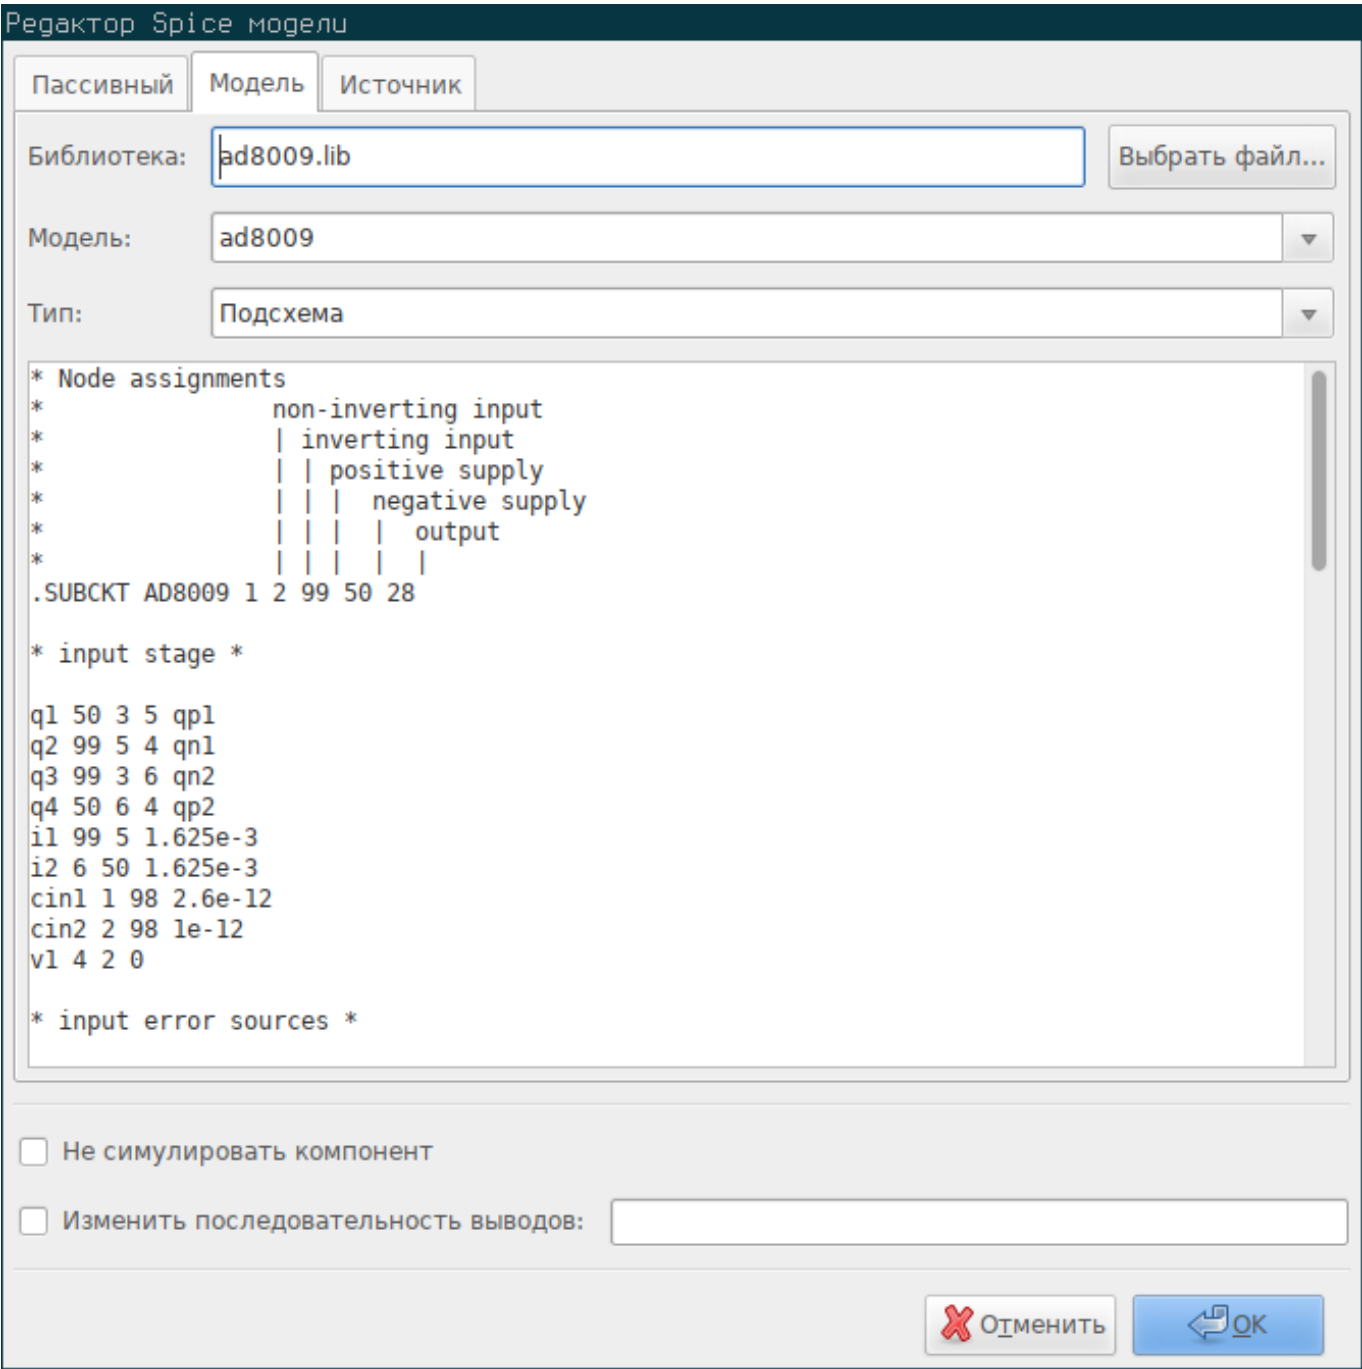 Редактор Spice модели
Пассивный Модель Источник
Библиотека: ad8009.lib Выбрать файл...
Модель: ad8009
Тип: Подсхема
* Node assignments
*                non-inverting input
*                | inverting input
*                | | positive supply
*                | | |  negative supply
*                | | |  |  output
*                | | |  |  |
.SUBCKT AD8009 1 2 99 50 28
* input stage *
q1 50 3 5 qp1
q2 99 5 4 qn1
q3 99 3 6 qn2
q4 50 6 4 qp2
i1 99 5 1.625e-3
i2 6 50 1.625e-3
cin1 1 98 2.6e-12
cin2 2 98 1e-12
v1 4 2 0
* input error sources *
Не симулировать компонент
Изменить последовательность выводов:
Отменить OK